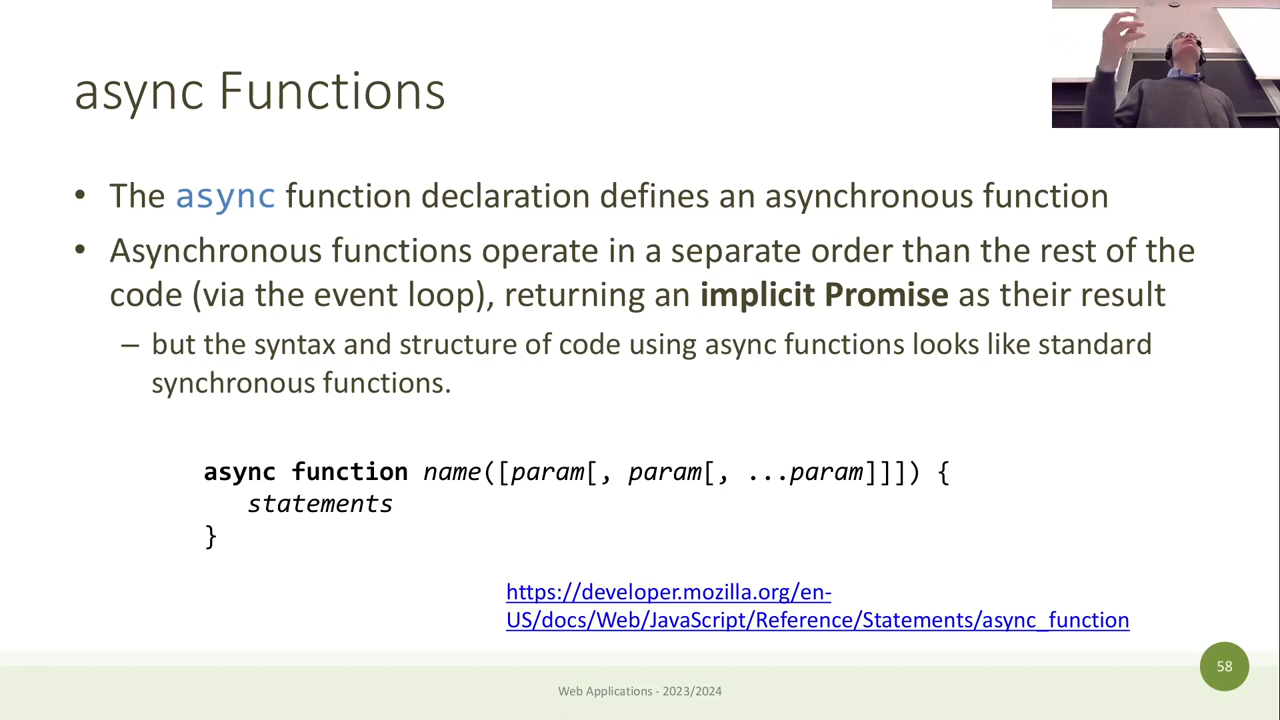 async Functions
• The async function declaration defines an asynchronous function
• Asynchronous functions operate in a separate order than the rest of the
code (via the event loop), returning an implicit Promise as their result
– but the syntax and structure of code using async functions looks like standard
synchronous functions.
async function name([param[, param[, ...param]]]) {
statements
}
https://developer.mozilla.org/en-
US/docs/Web/JavaScript/Reference/Statements/async_function
58
Web Applications - 2023/2024